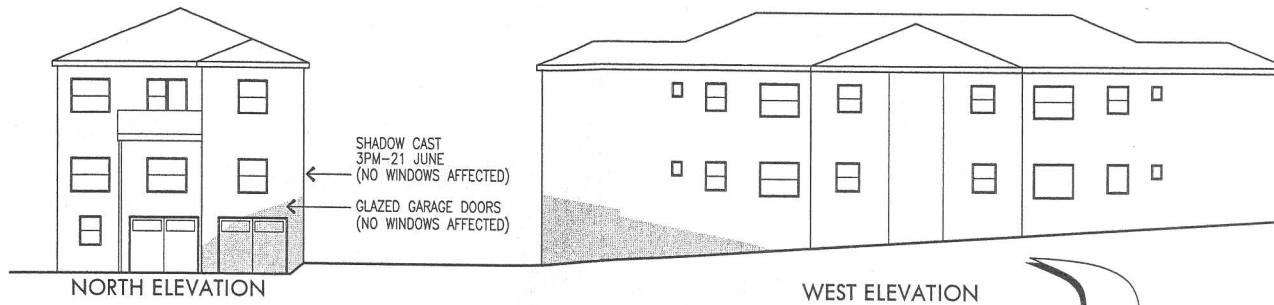 SHADOW CAST
3PM-21 JUNE
(NO WINDOWS AFFECTED)
GLAZED GARAGE DOORS
(NO WINDOWS AFFECTED)
NORTH ELEVATION
WEST ELEVATION